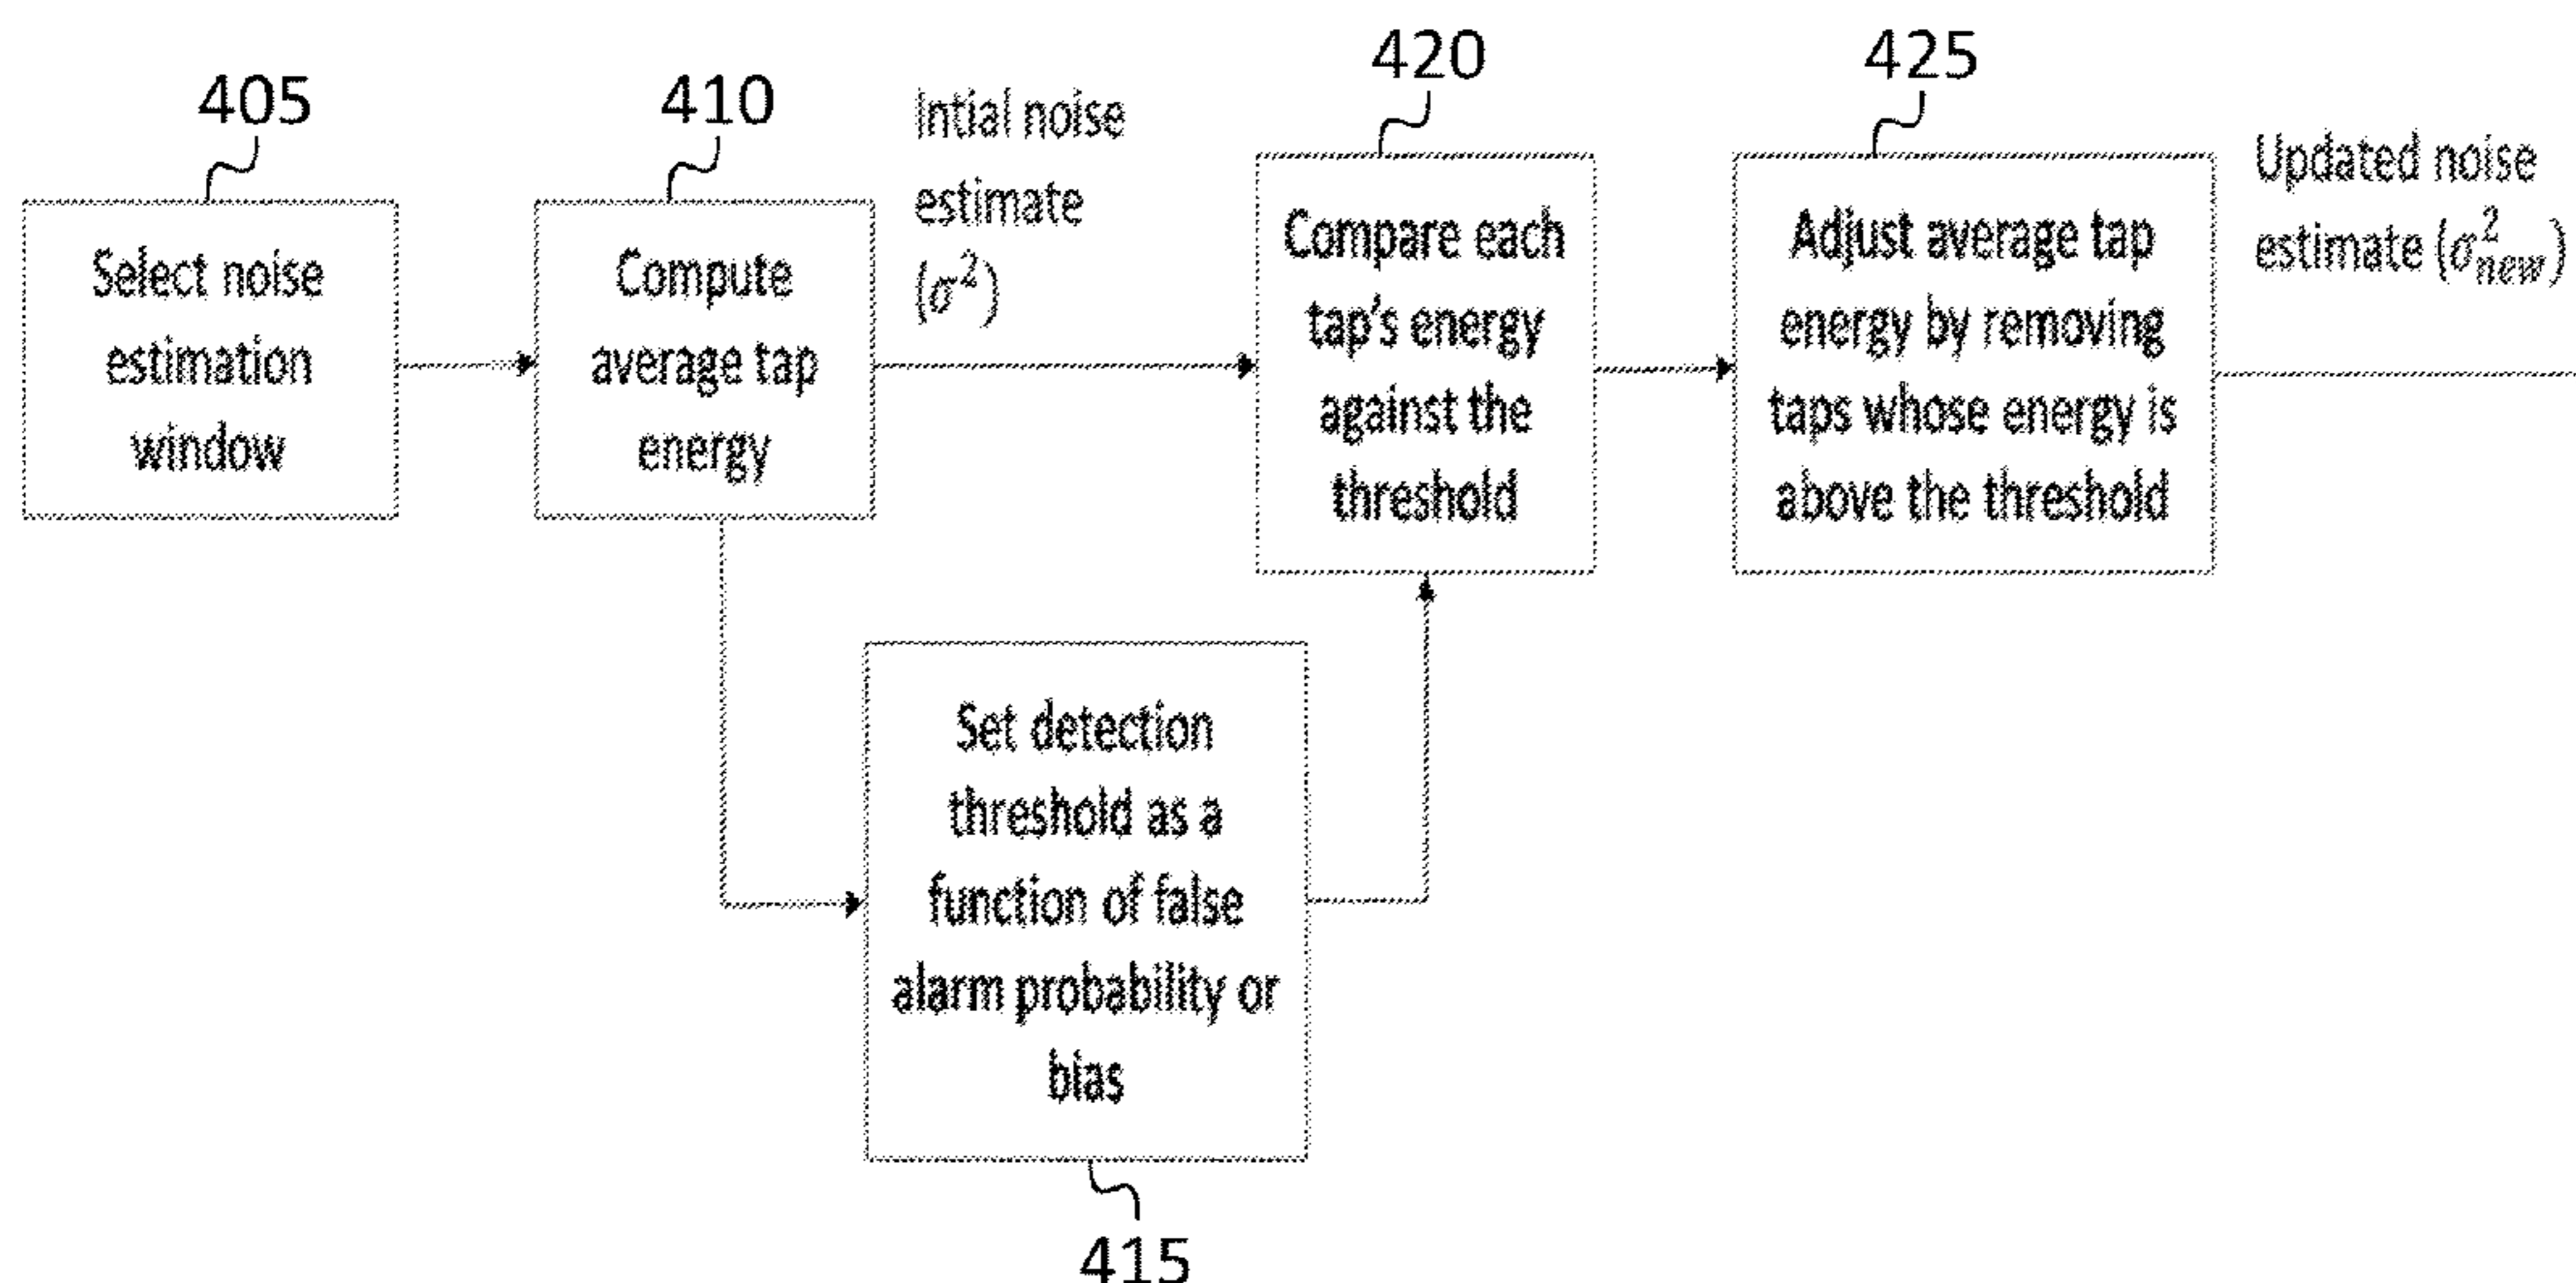 405
Select noise
estimation
window
410
Compute
average tap
energy
Intial noise
estimate
(σ²)
420
Compare each
tap's energy
against the
threshold
425
Adjust average tap
energy by removing
taps whose energy is
above the threshold
Updated noise
estimate (σ²new)
Set detection
threshold as a
function of false
alarm probability or
bias
415